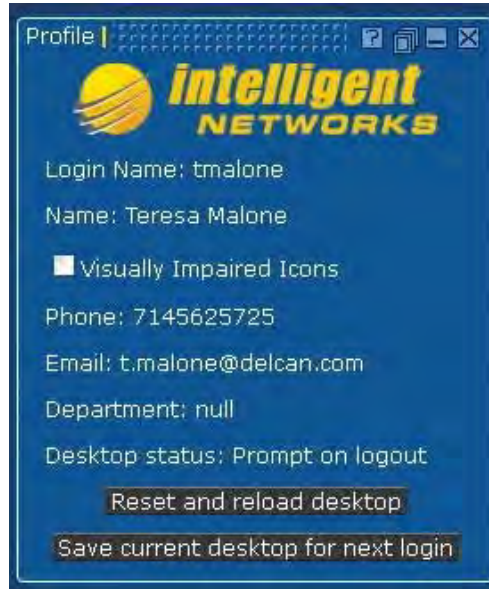 Profile
intelligent
NETWORKS
Login Name: tmalone
Name: Teresa Malone
Visually Impaired Icons
Phone: 7145625725
Email: t.malone@delcan.com
Department: null
Desktop status: Prompt on logout
Reset and reload desktop
Save current desktop for next login